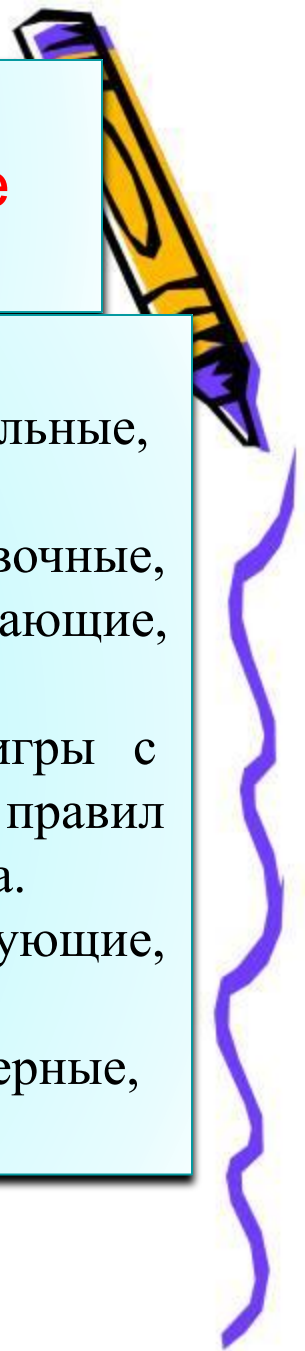 е
льные,
вочные,
ающие,
игры с
правил
а.
ующие,
ерные,